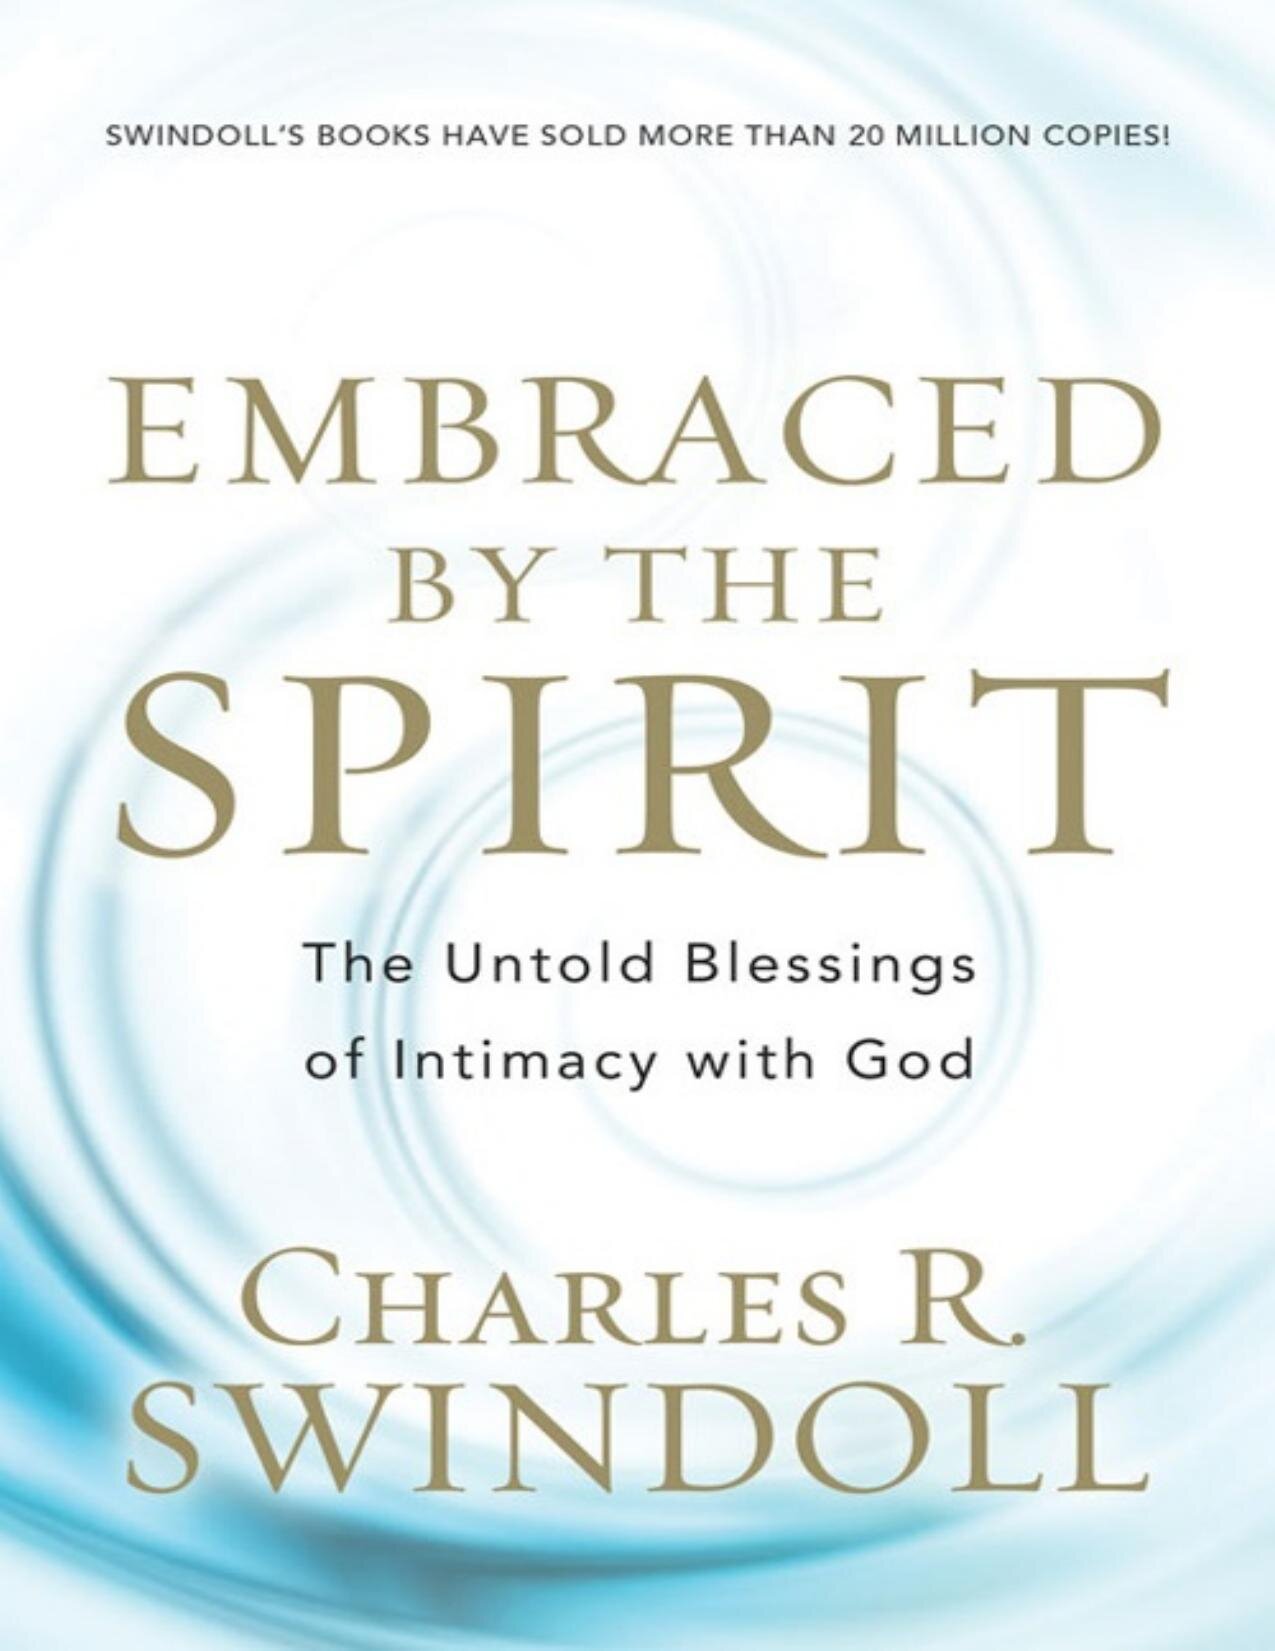 SWINDOLL'S BOOKS HAVE SOLD MORE THAN 20 MILLION COPIES!
EMBRACED
BY THE
SPIRIT
The Untold Blessings
of Intimacy with God
CHARLES R.
SWINDOLL